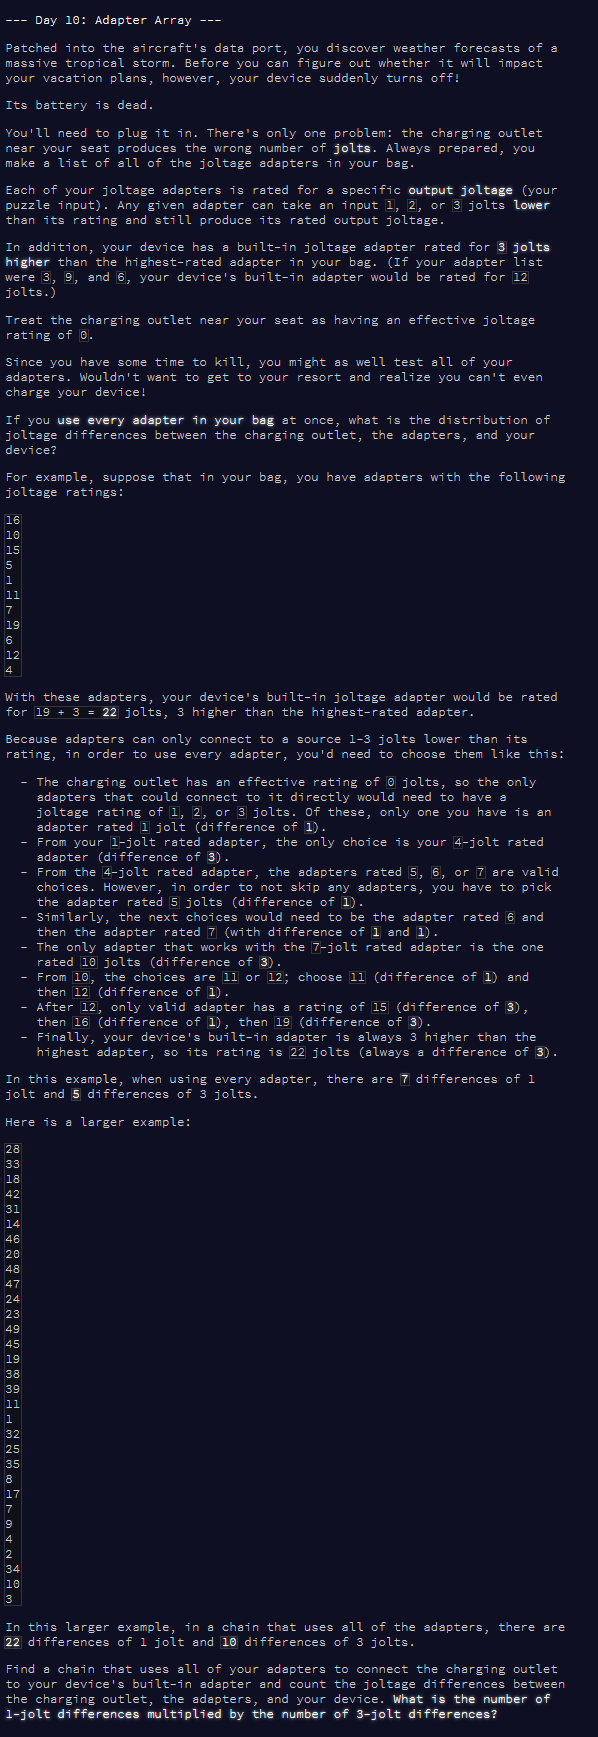 --- Day 10: Adapter Array ---
Patched into the aircraft's data port, you discover weather forecasts of a
massive tropical storm. Before you can figure out whether it will impact
your vacation plans, however, your device suddenly turns off!
Its battery is dead.
You'll need to plug it in. There's only one problem: the charging outlet
near your seat produces the wrong number of jolts. Always prepared, you
make a list of all of the joltage adapters in your bag.
Each of your joltage adapters is rated for a specific output joltage (your
puzzle input). Any given adapter can take an input 1, 2, or 3 jolts lower
than its rating and still produce its rated output joltage.
In addition, your device has a built-in joltage adapter rated for 3 jolts
higher than the highest-rated adapter in your bag. (If your adapter list
were 3, 9, and 6, your device's built-in adapter would be rated for 12
jolts.)
Treat the charging outlet near your seat as having an effective joltage
rating of 0.
Since you have some time to kill, you might as well test all of your
adapters. Wouldn't want to get to your resort and realize you can't even
charge your device!
If you use every adapter in your bag at once, what is the distribution of
joltage differences between the charging outlet, the adapters, and your
device?
For example, suppose that in your bag, you have adapters with the following
joltage ratings:
16
10
15
5
1
11
7
19
6
12
4
With these adapters, your device's built-in joltage adapter would be rated
for 19 + 3 = 22 jolts, 3 higher than the highest-rated adapter.
Because adapters can only connect to a source 1-3 jolts lower than its
rating, in order to use every adapter, you'd need to choose them like this:
- The charging outlet has an effective rating of 0 jolts, so the only
adapters that could connect to it directly would need to have a
joltage rating of 1, 2, or 3 jolts. Of these, only one you have is an
adapter rated 1 jolt (difference of 1).
- From your 1-jolt rated adapter, the only choice is your 4-jolt rated
adapter (difference of 3).
- From the 4-jolt rated adapter, the adapters rated 5, 6, or 7 are valid
choices. However, in order to not skip any adapters, you have to pick
the adapter rated 5 jolts (difference of 1).
- Similarly, the next choices would need to be the adapter rated 6 and
then the adapter rated 7 (with difference of 1 and 1).
- The only adapter that works with the 7-jolt rated adapter is the one
rated 10 jolts (difference of 3).
- From 10, the choices are 11 or 12; choose 11 (difference of 1) and
then 12 (difference of 1).
- After 12, only valid adapter has a rating of 15 (difference of 3),
then 16 (difference of 1), then 19 (difference of 3).
- Finally, your device's built-in adapter is always 3 higher than the
highest adapter, so its rating is 22 jolts (always a difference of 3).
In this example, when using every adapter, there are 7 differences of 1
jolt and 5 differences of 3 jolts.
Here is a larger example:
28
33
18
42
31
14
46
20
48
47
24
23
49
45
19
38
39
11
1
32
25
35
8
17
7
9
4
2
34
10
3
In this larger example, in a chain that uses all of the adapters, there are
22 differences of 1 jolt and 10 differences of 3 jolts.
Find a chain that uses all of your adapters to connect the charging outlet
to your device's built-in adapter and count the joltage differences between
the charging outlet, the adapters, and your device. What is the number of
1-jolt differences multiplied by the number of 3-jolt differences?